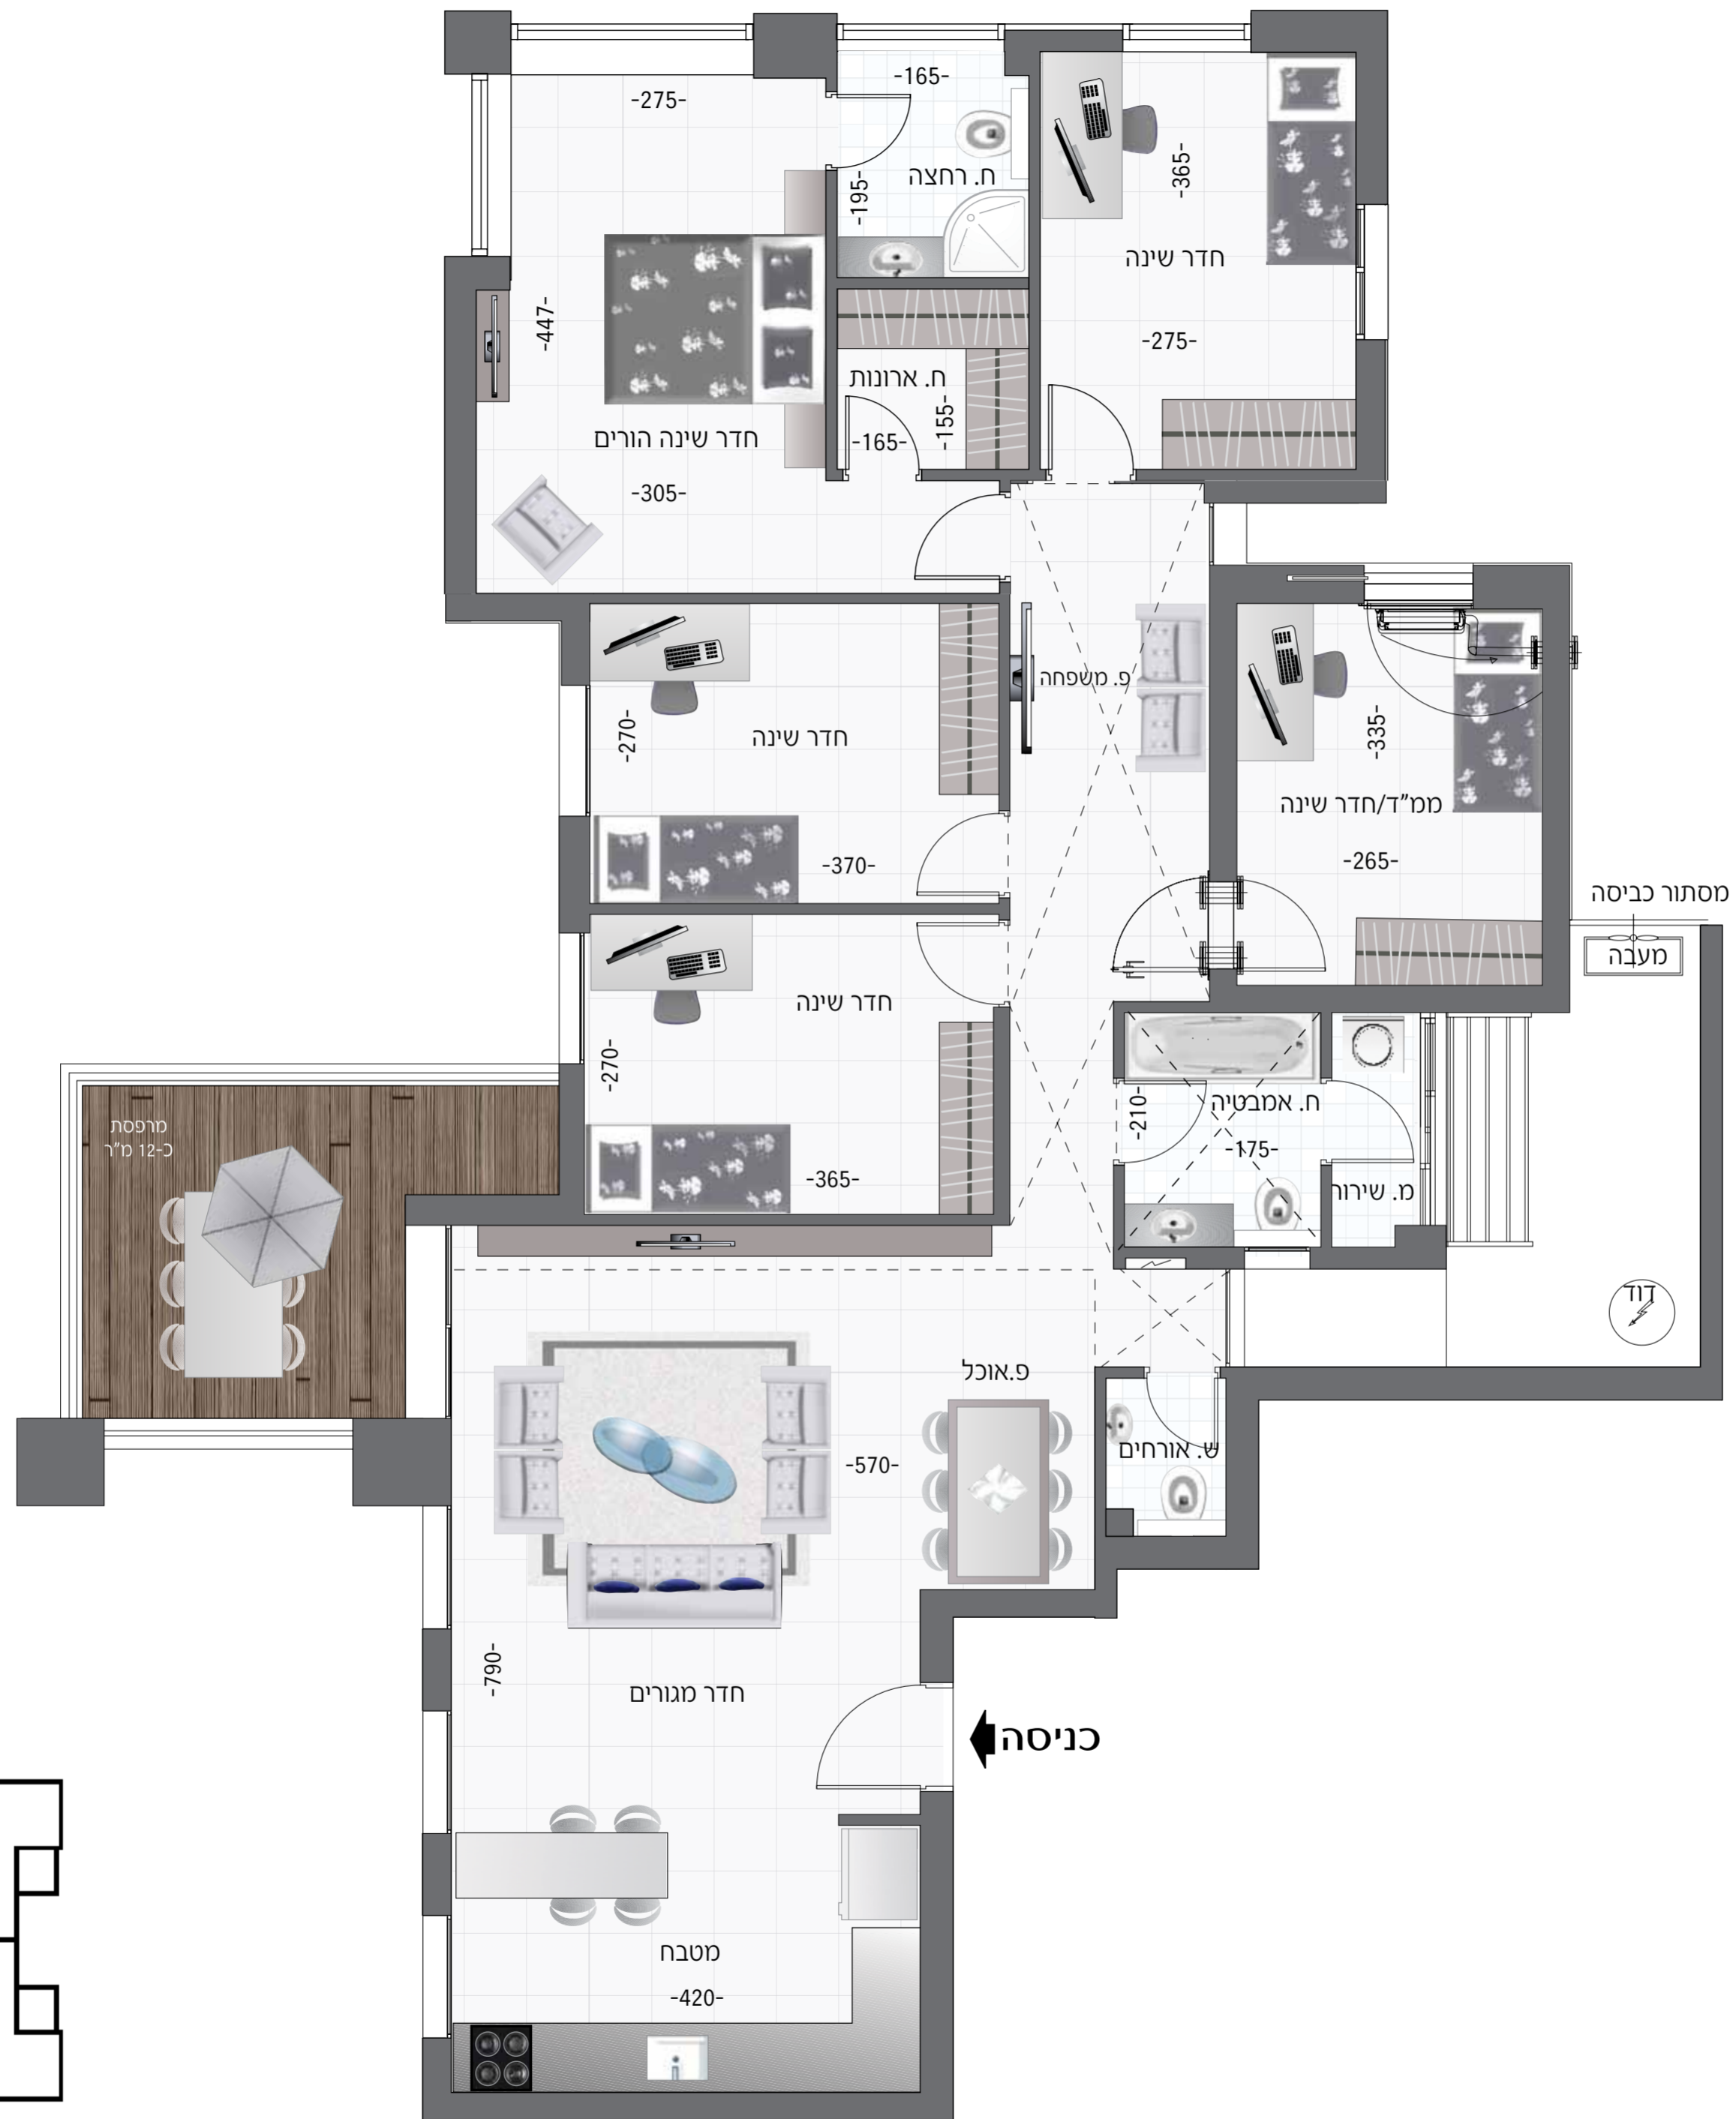 -275-
-165-
-195-
ח. רחצה
-365-
חדר שינה
-275-
-447-
ח. ארונות
-155-
-165-
חדר שינה הורים
-305-
פ. משפחה
-270-
חדר שינה
-370-
-335-
ממ"ד/חדר שינה
-265-
מסתור כביסה
מעבה
חדר שינה
-270-
-365-
ח. אמבטיה
-210-
-175-
מ. שירות
מרפסת
כ-12 מ"ר
דוד
פ.אוכל
-570-
ש. אורחים
-790-
חדר מגורים
כניסה
מטבח
-420-